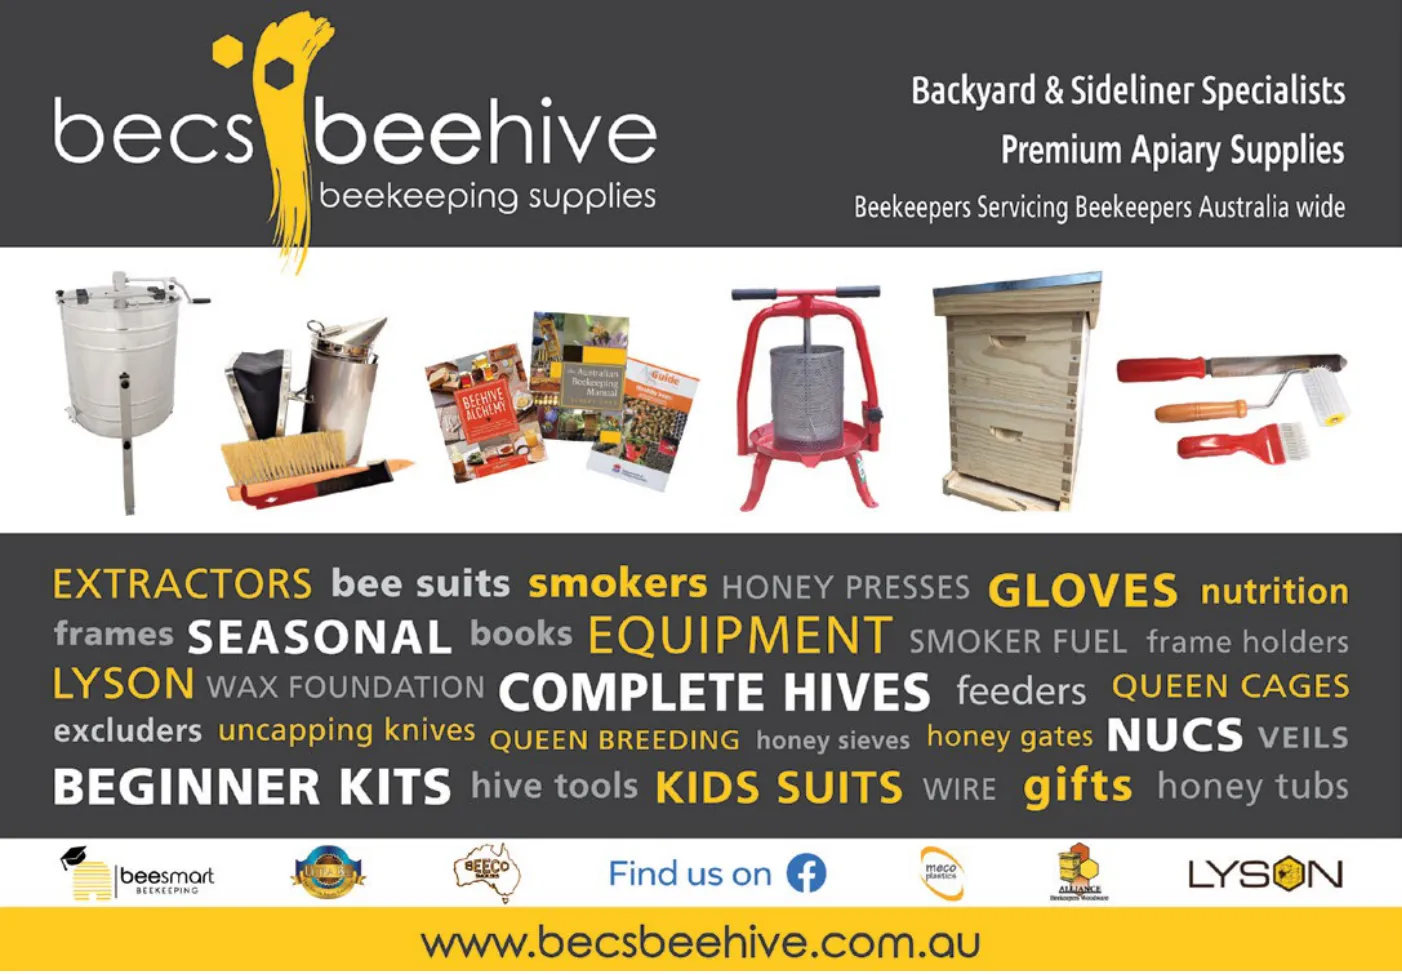 becs beehive
beekeeping supplies
Backyard & Sideliner Specialists
Premium Apiary Supplies
Beekeepers Servicing Beekeepers Australia wide
BEEHIVE
ALCHEMY
the Australian
Beekeeping
Manual
Guide
EXTRACTORS bee suits smokers HONEY PRESSES GLOVES nutrition
frames SEASONAL books EQUIPMENT SMOKER FUEL frame holders
LYSON WAX FOUNDATION COMPLETE HIVES feeders QUEEN CAGES
excluders uncapping knives QUEEN BREEDING honey sieves honey gates NUCS VEILS
BEGINNER KITS hive tools KIDS SUITS WIRE gifts honey tubs
beesmart
BEEKEEPING
BEECO
Find us on
meco
plastics
ALLIANCE
Beekeepers Woodware
LYSON
www.becsbeehive.com.au